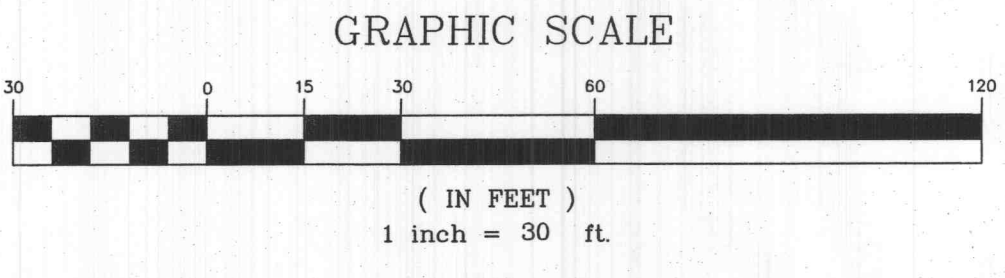 GRAPHIC SCALE
30 0 15 30 60 120
( IN FEET )
1 inch = 30 ft.